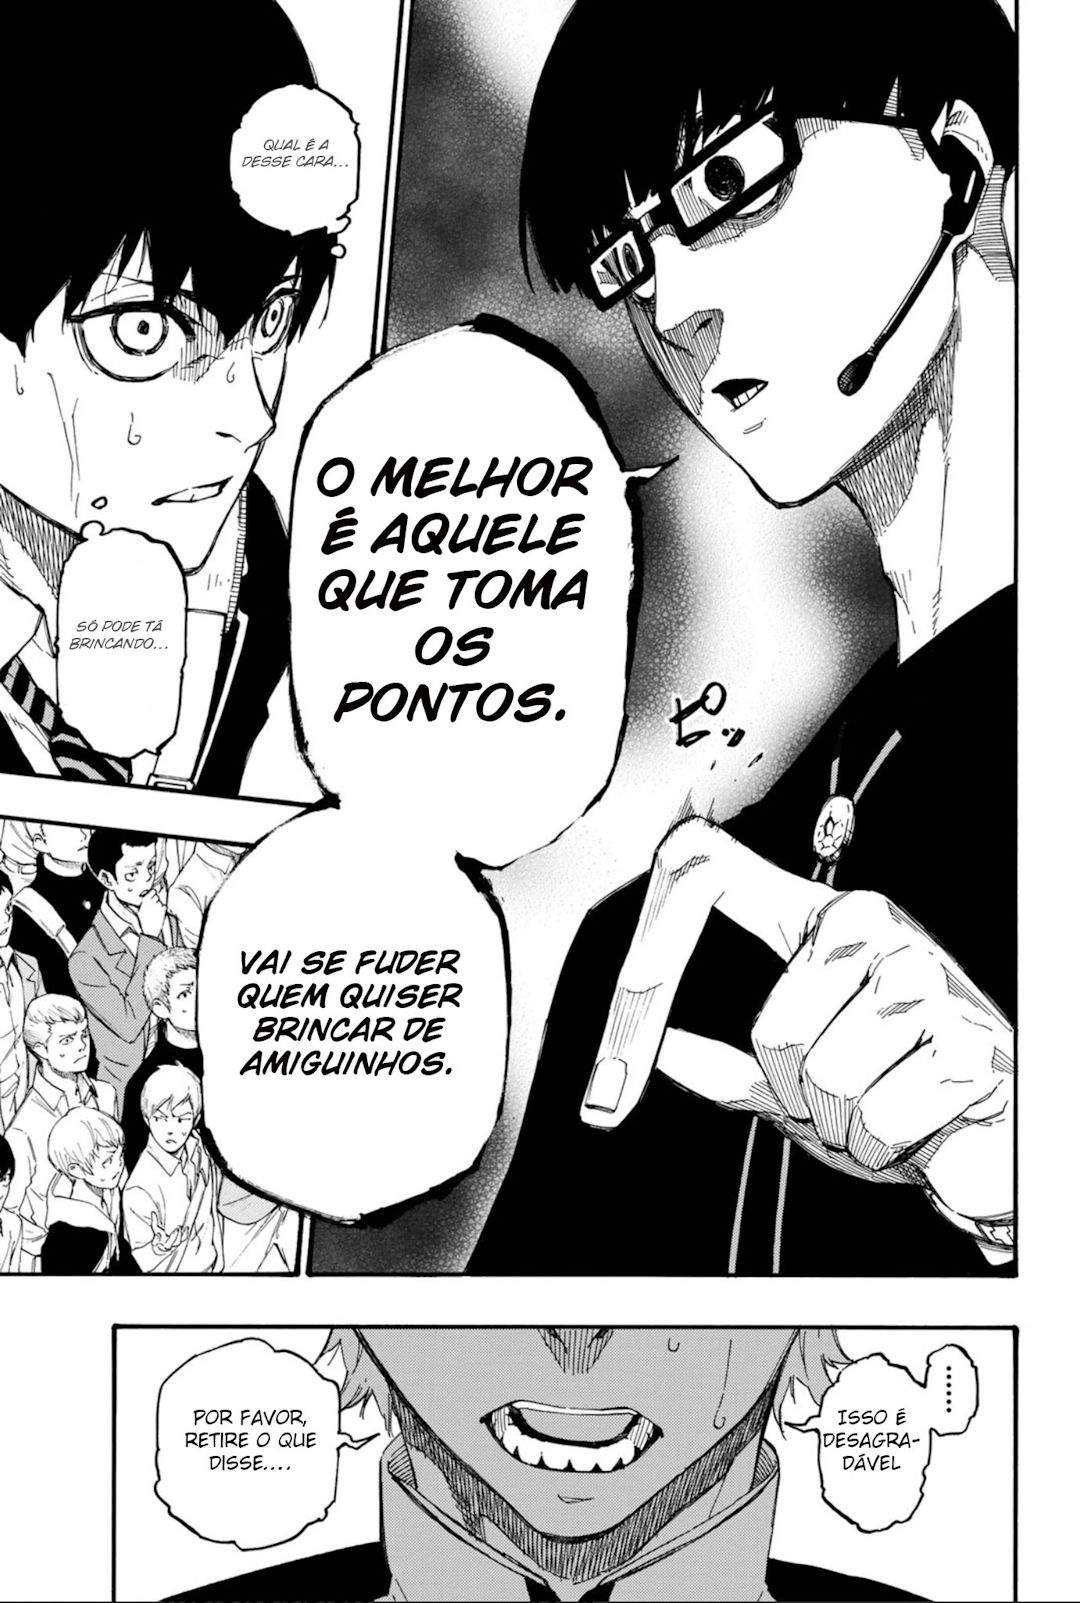 O MELHOR
É AQUELE
QUE TOMA
OS
PONTOS.
VAI SE FUDER
QUEM QUISER
BRINCAR DE
AMIGUINHOS.
ピ
QUAL É A
DESSE CARA...
SÓ PODE TÁ
BRINCANDO...
........
ISSO É
DESAGRA-
DÁVEL
POR FAVOR,
RETIRE O QUE
DISSE....